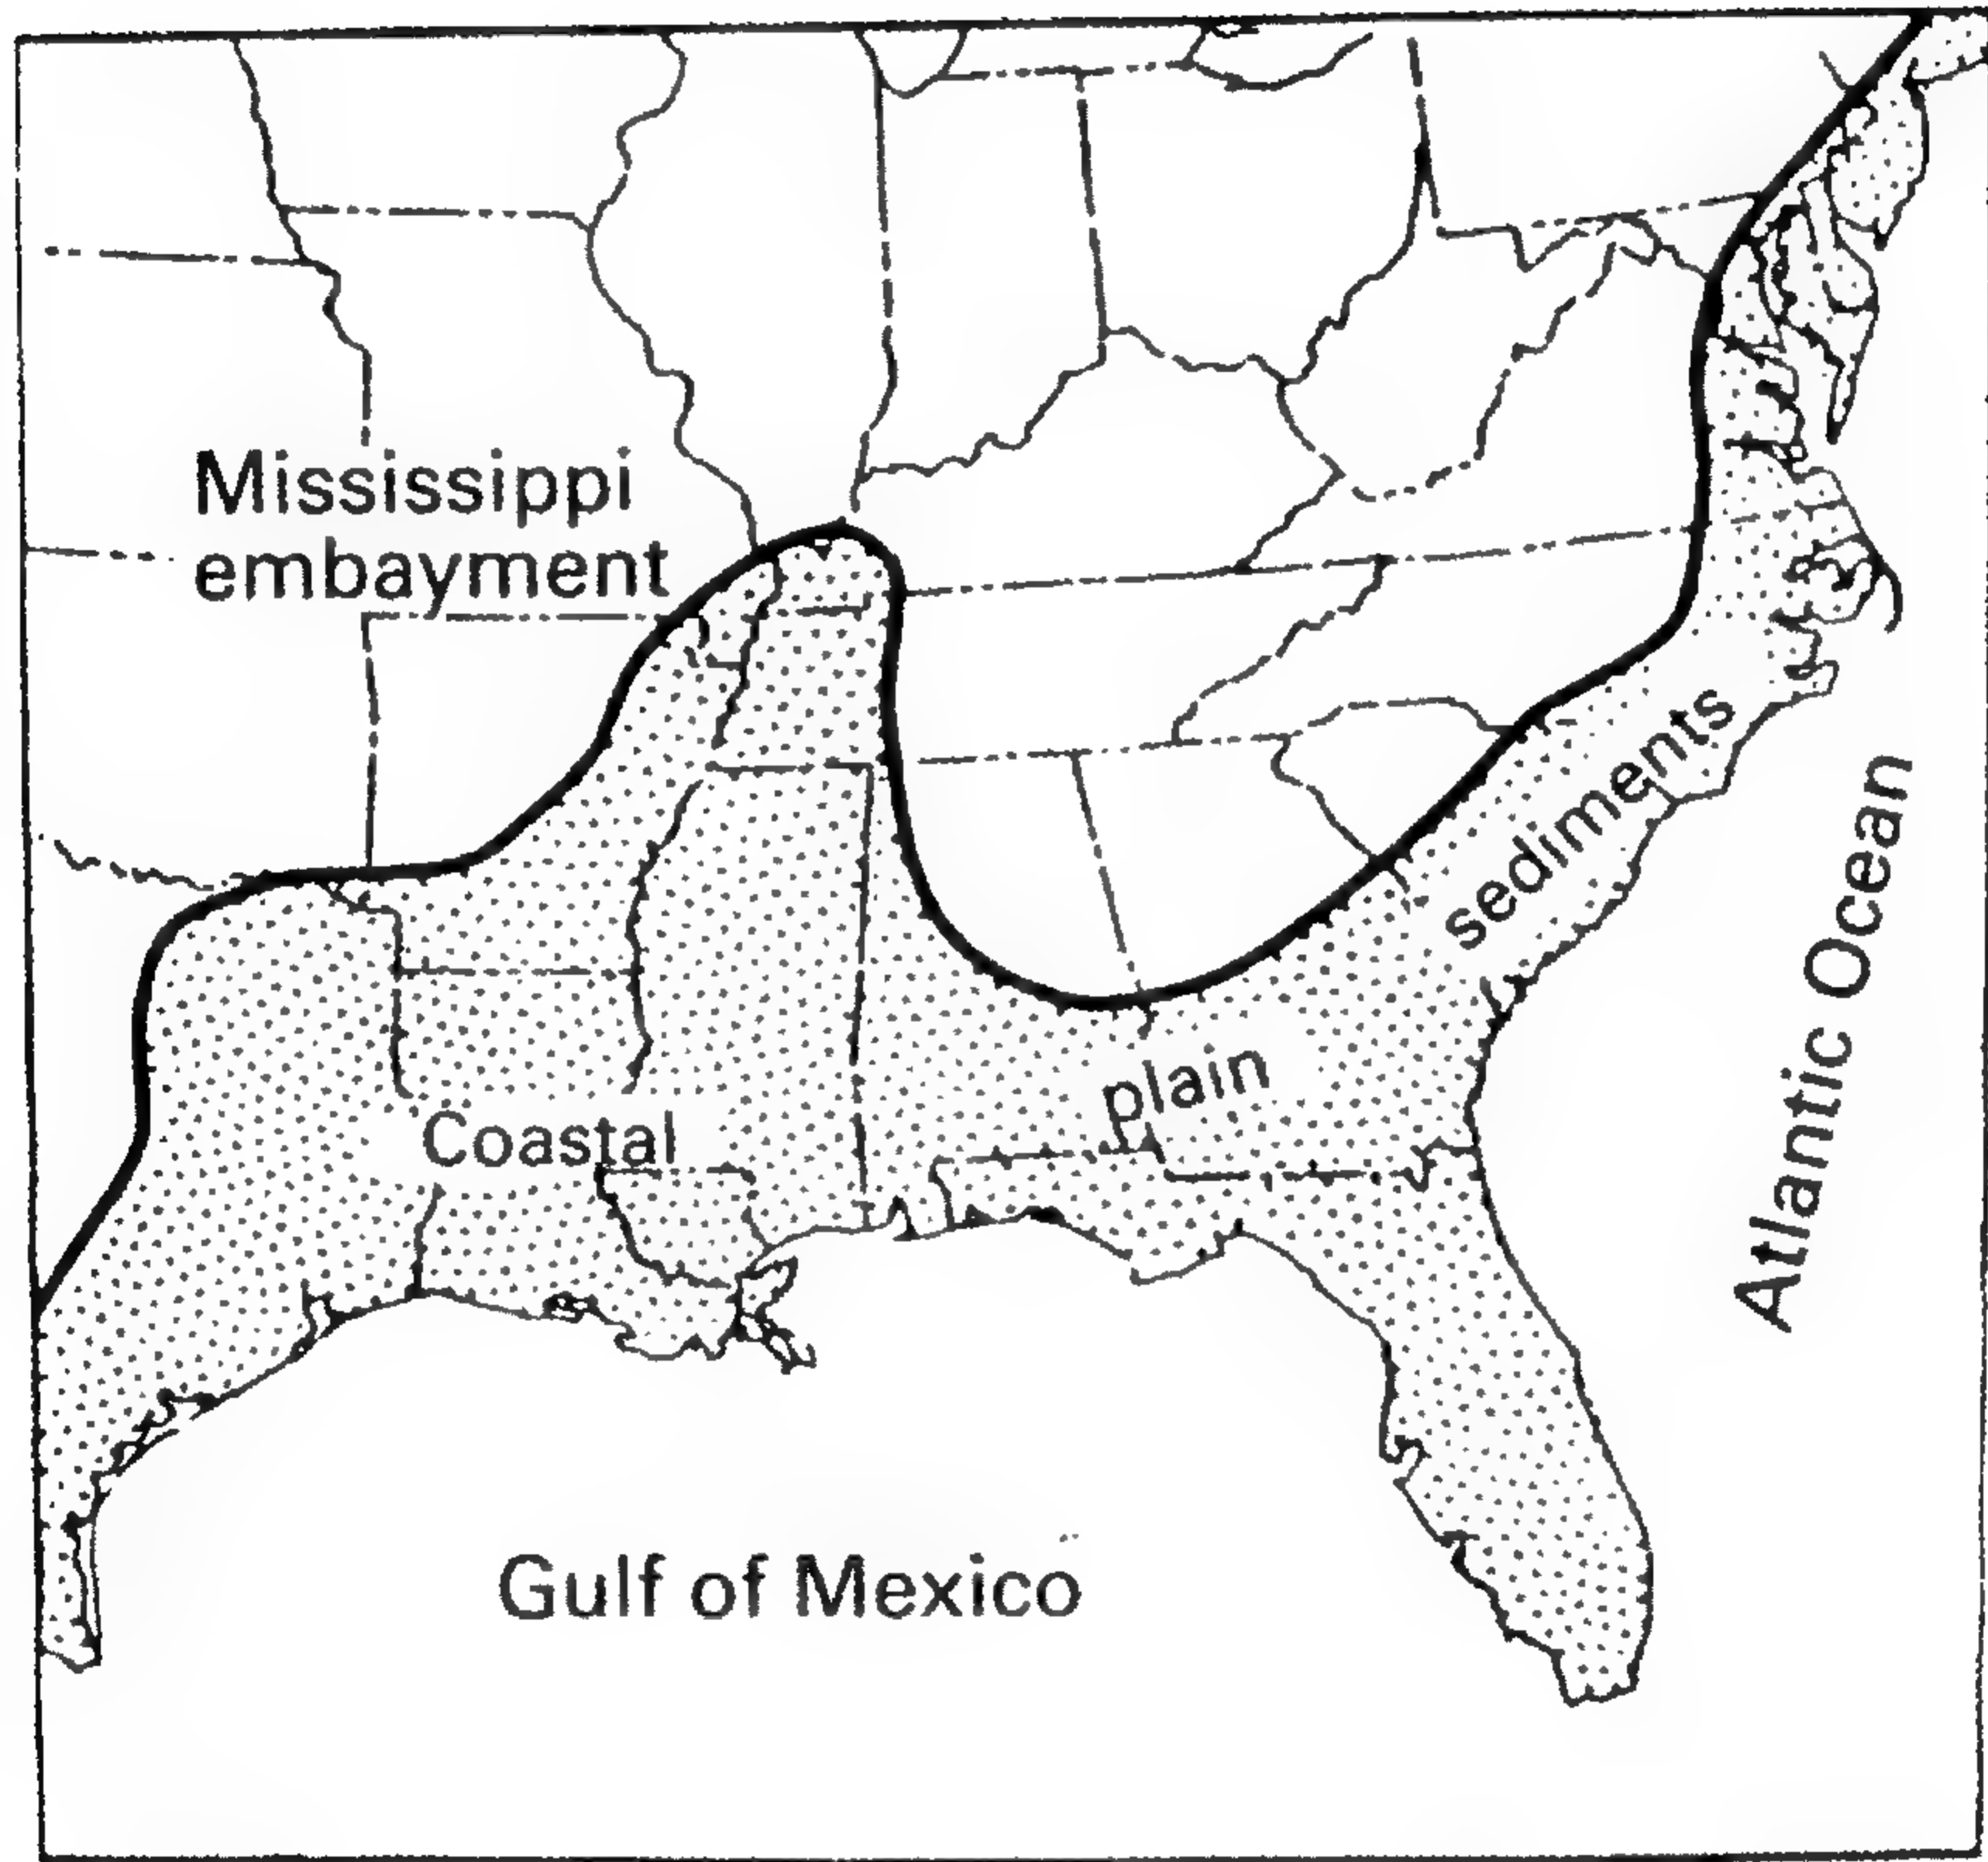 Mississippi
embayment
Coastal
plain
sediments
Atlantic Ocean
Gulf of Mexico